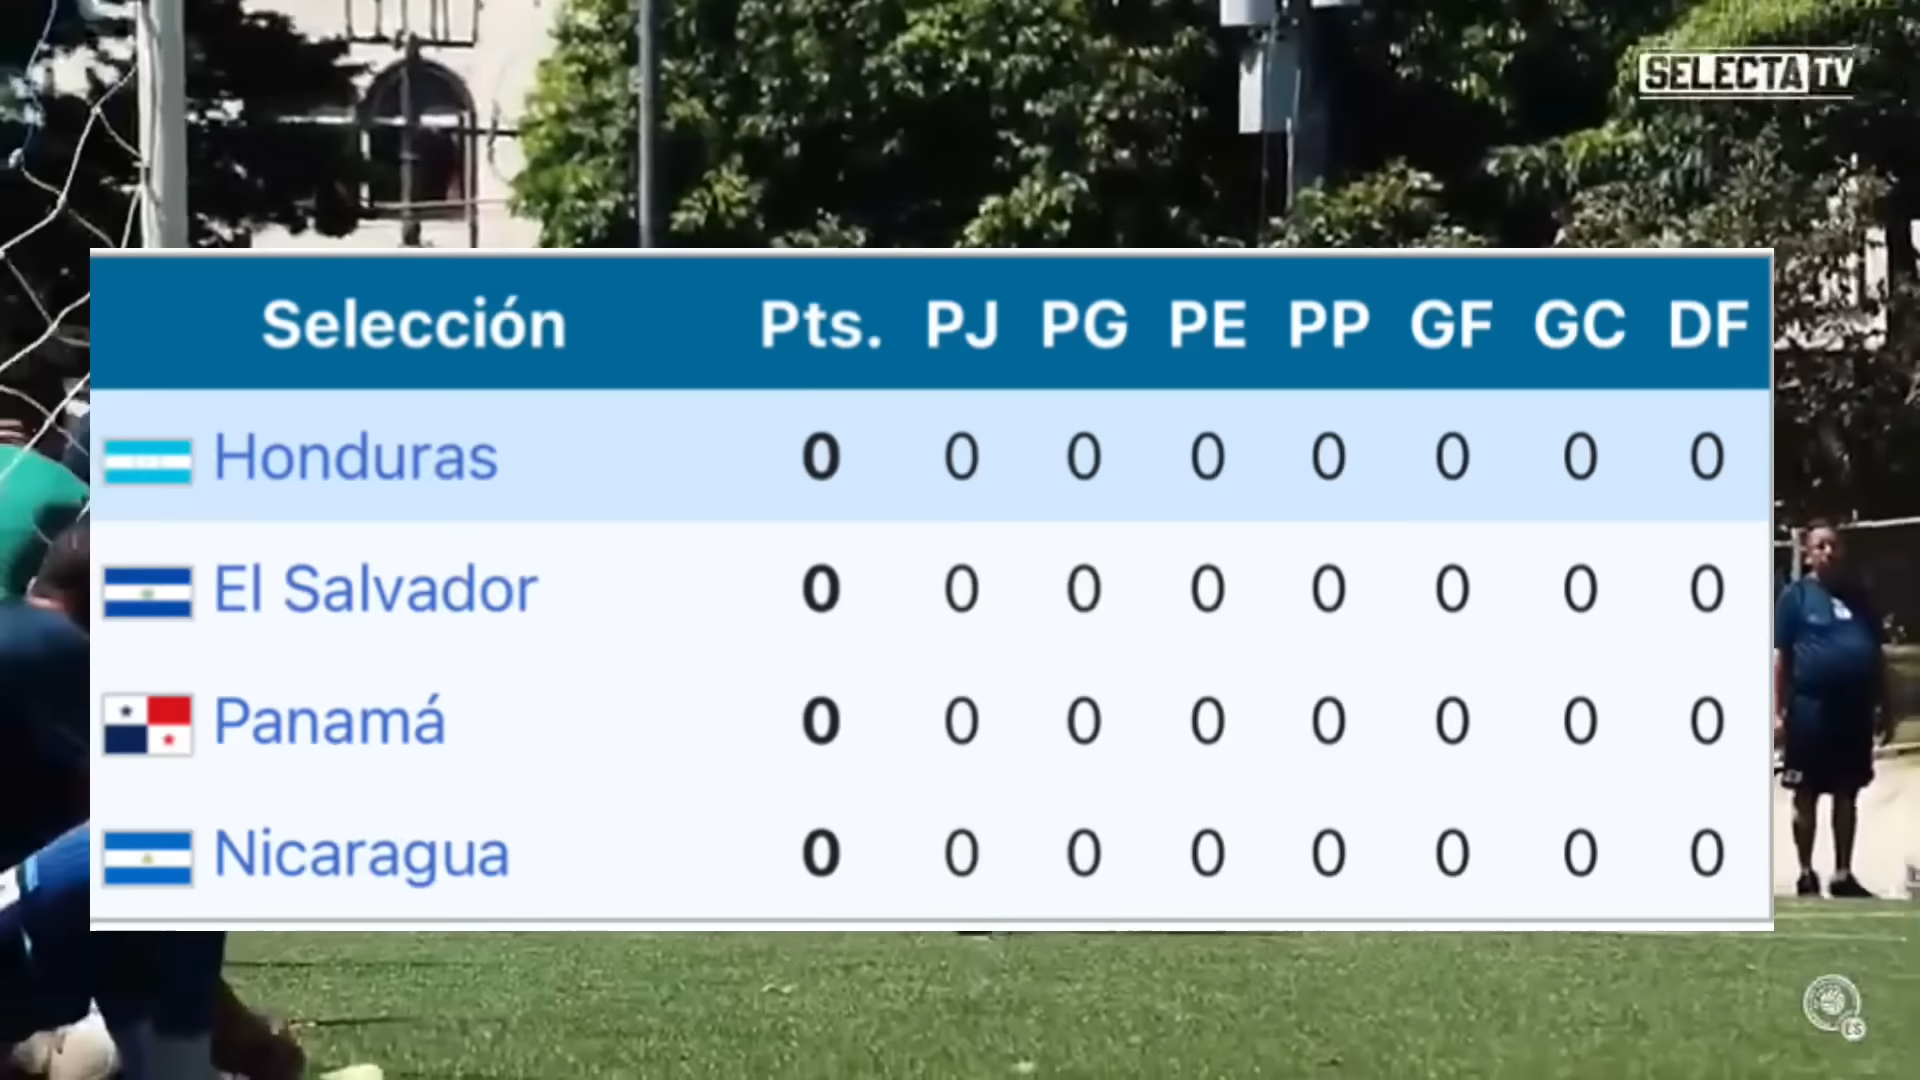 SELECTA TV
Selección Pts. PJ PG PE PP GF GC DF
Honduras 0 0 0 0 0 0 0 0
El Salvador 0 0 0 0 0 0 0 0
Panamá 0 0 0 0 0 0 0 0
Nicaragua 0 0 0 0 0 0 0 0
ES